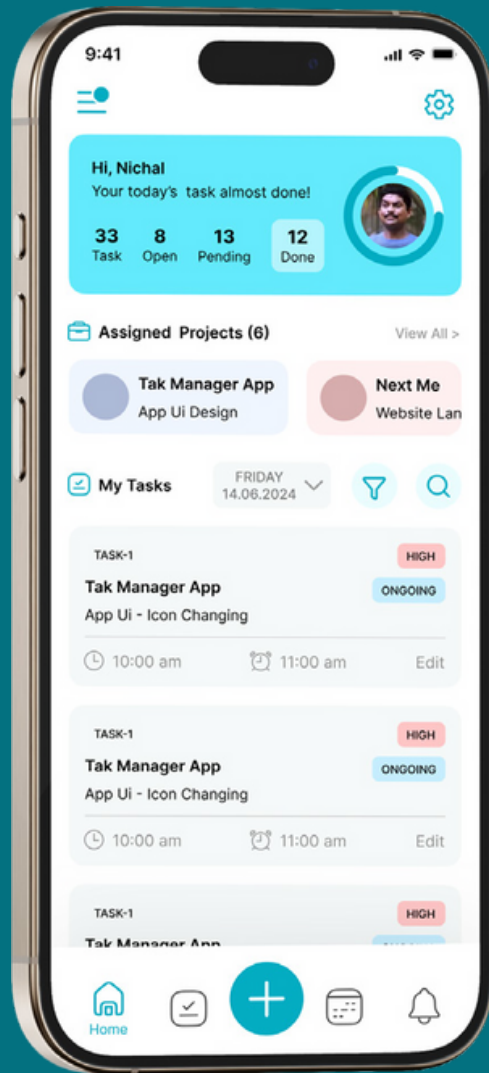 9:41
Hi, Nichal
Your today's task almost done!
33 8 13 12
Task Open Pending Done
Assigned Projects (6) View All >
Tak Manager App Next Me
App Ui Design Website Lan
My Tasks FRIDAY
14.06.2024
TASK-1 HIGH
Tak Manager App ONGOING
App Ui - Icon Changing
10:00 am 11:00 am Edit
TASK-1 HIGH
Tak Manager App ONGOING
App Ui - Icon Changing
10:00 am 11:00 am Edit
TASK-1 HIGH
Tak Manager App
Home